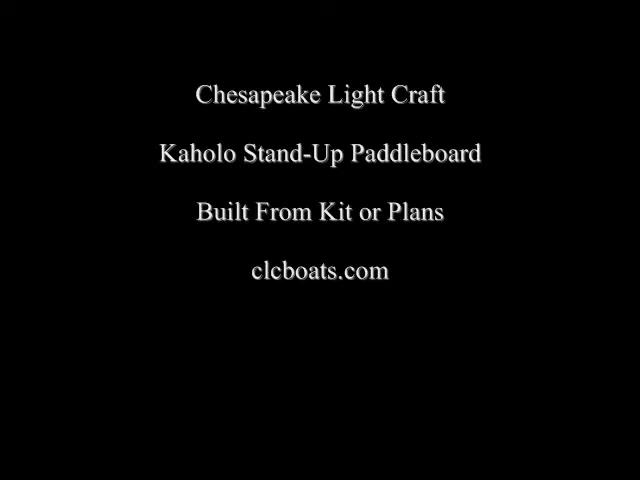 Chesapeake Light Craft
Kaholo Stand-Up Paddleboard
Built From Kit or Plans
clcboats.com